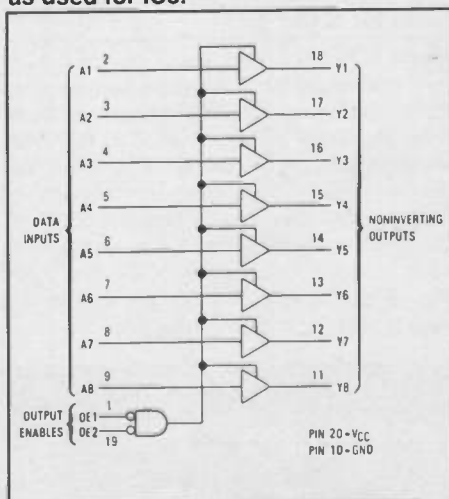 as used for IC6.
A1 2 18 Y1
A2 3 17 Y2
A3 4 16 Y3
A4 5 15 Y4
DATA INPUTS
NONINVERTING OUTPUTS
A5 6 14 Y5
A6 7 13 Y6
A7 8 12 Y7
A8 9 11 Y8
OUTPUT ENABLES
OE1 1
OE2 19
PIN 20=VCC
PIN 10=GND